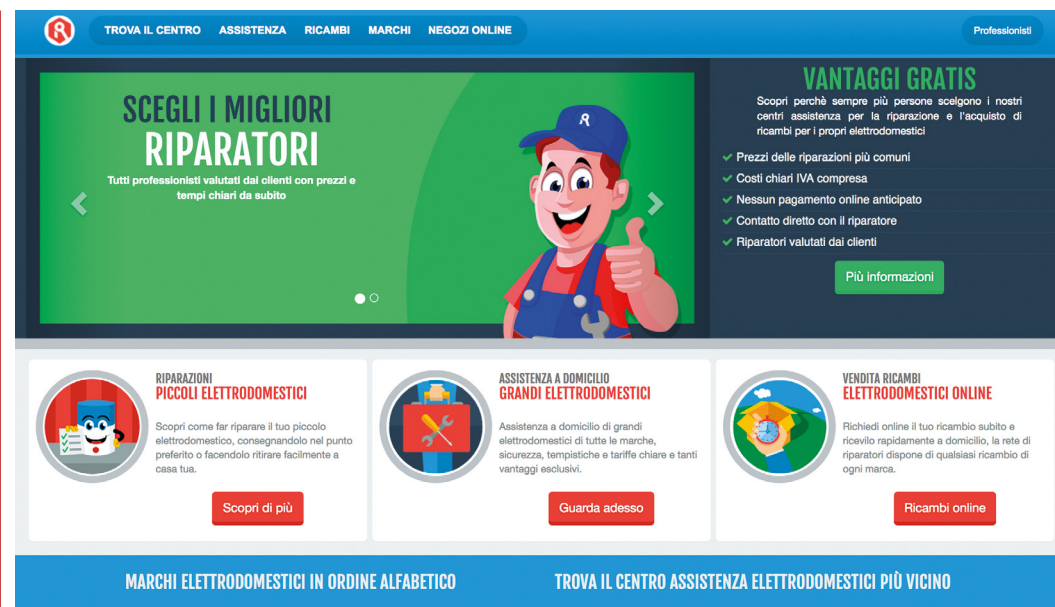 R
TROVA IL CENTRO ASSISTENZA RICAMBI MARCHI NEGOZI ONLINE
Professionisti
SCEGLI I MIGLIORI
RIPARATORI
Tutti professionisti valutati dai clienti con prezzi e
tempi chiari da subito
R
VANTAGGI GRATIS
Scopri perchè sempre più persone scelgono i nostri
centri assistenza per la riparazione e l'acquisto di
ricambi per i propri elettrodomestici
Prezzi delle riparazioni più comuni
Costi chiari IVA compresa
Nessun pagamento online anticipato
Contatto diretto con il riparatore
Riparatori valutati dai clienti
Più informazioni
RIPARAZIONI
PICCOLI ELETTRODOMESTICI
Scopri come far riparare il tuo piccolo
elettrodomestico, consegnandolo nel punto
preferito o facendolo ritirare facilmente a
casa tua.
Scopri di più
ASSISTENZA A DOMICILIO
GRANDI ELETTRODOMESTICI
Assistenza a domicilio di grandi
elettrodomestici di tutte le marche,
sicurezza, tempistiche e tariffe chiare e tanti
vantaggi esclusivi.
Guarda adesso
VENDITA RICAMBI
ELETTRODOMESTICI ONLINE
Richiedi online il tuo ricambio subito e
ricevilo rapidamente a domicilio, la rete di
riparatori dispone di qualsiasi ricambio di
ogni marca.
Ricambi online
MARCHI ELETTRODOMESTICI IN ORDINE ALFABETICO
TROVA IL CENTRO ASSISTENZA ELETTRODOMESTICI PIÙ VICINO